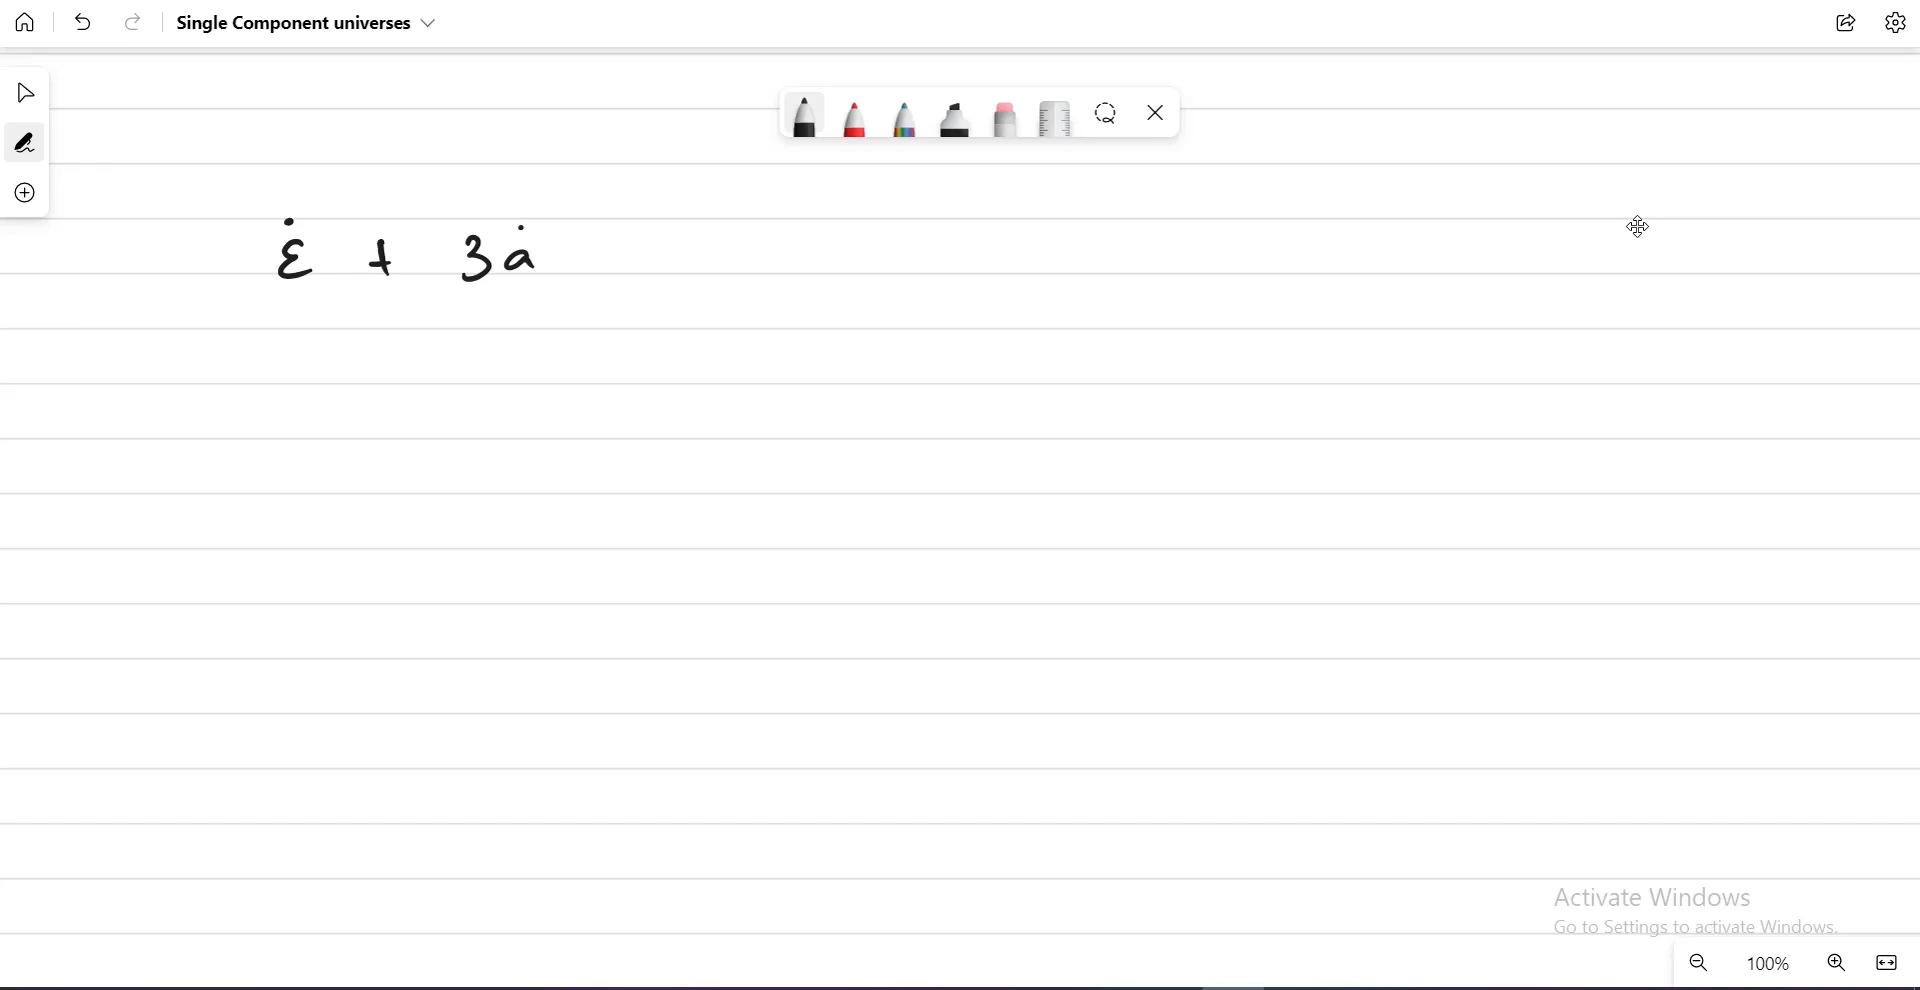 Single Component universes
ε̇ + 3ȧ
Activate Windows
Go to Settings to activate Windows.
100%